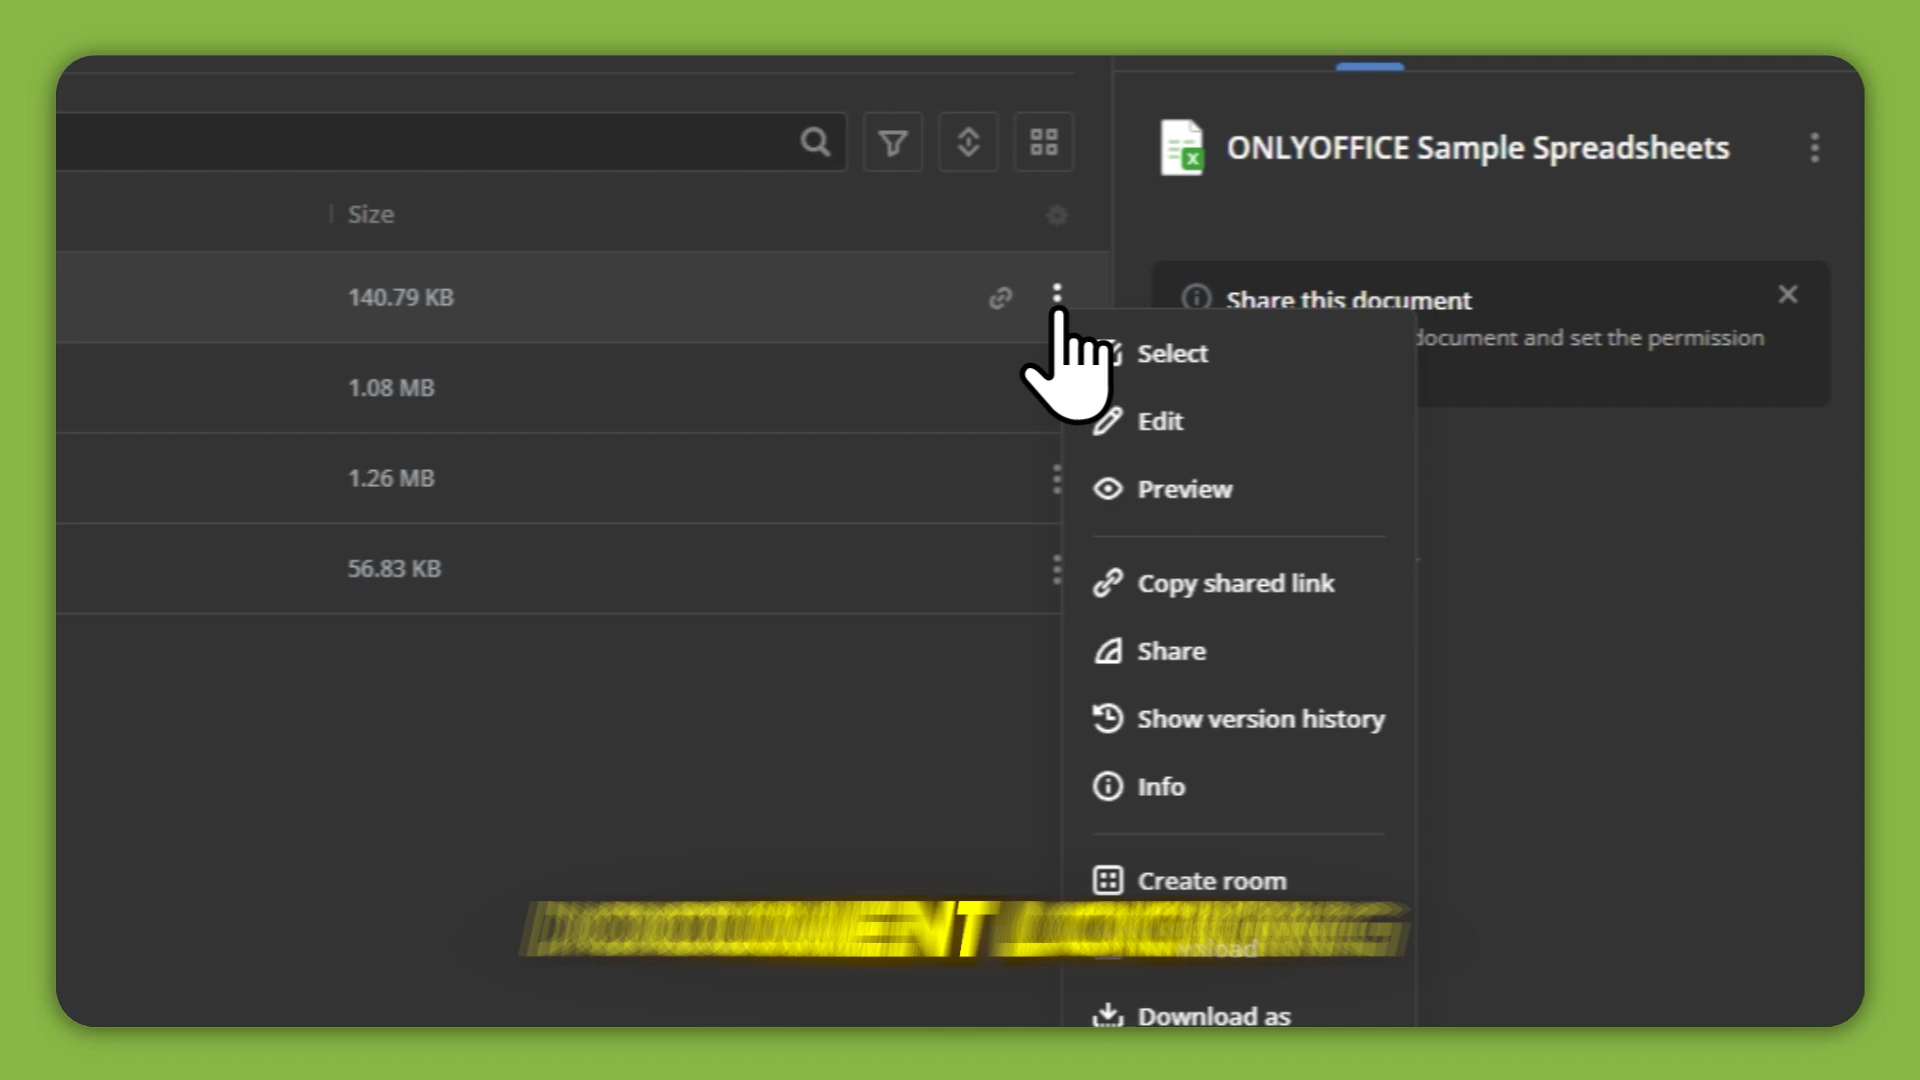 ONLYOFFICE Sample Spreadsheets
Size
140.79 KB
1.08 MB
1.26 MB
56.83 KB
Share this document
document and set the permission
Select
Edit
Preview
Copy shared link
Share
Show version history
Info
Create room
Download as